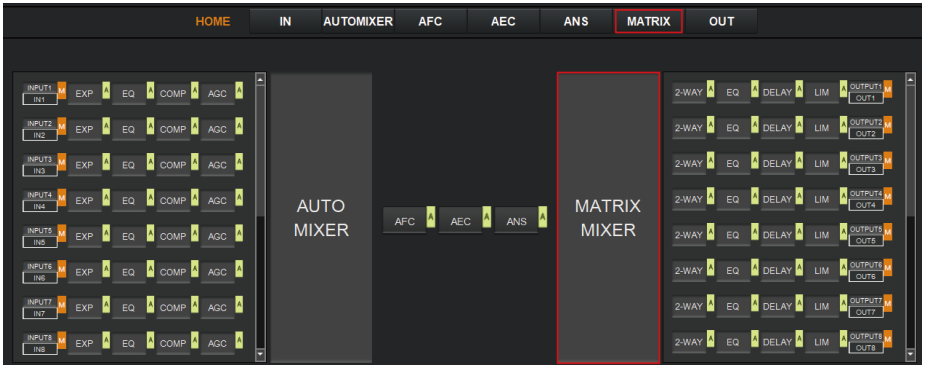 HOME IN AUTOMIXER AFC AEC ANS MATRIX OUT
INPUT1 M EXP A EQ A COMP A AGC A 2-WAY A EQ A DELAY A LIM A OUTPUT1 M
IN1 OUT1
INPUT2 M EXP A EQ A COMP A AGC A 2-WAY A EQ A DELAY A LIM A OUTPUT2 M
IN2 OUT2
INPUT3 M EXP A EQ A COMP A AGC A 2-WAY A EQ A DELAY A LIM A OUTPUT3 M
IN3 OUT3
INPUT4 M EXP A EQ A COMP A AGC A 2-WAY A EQ A DELAY A LIM A OUTPUT4 M
IN4 OUT4
INPUT5 M EXP A EQ A COMP A AGC A 2-WAY A EQ A DELAY A LIM A OUTPUT5 M
IN5 OUT5
INPUT6 M EXP A EQ A COMP A AGC A 2-WAY A EQ A DELAY A LIM A OUTPUT6 M
IN6 OUT6
INPUT7 M EXP A EQ A COMP A AGC A 2-WAY A EQ A DELAY A LIM A OUTPUT7 M
IN7 OUT7
INPUT8 M EXP A EQ A COMP A AGC A 2-WAY A EQ A DELAY A LIM A OUTPUT8 M
IN8 OUT8
AUTO
MIXER
AFC A AEC A ANS A
MATRIX
MIXER